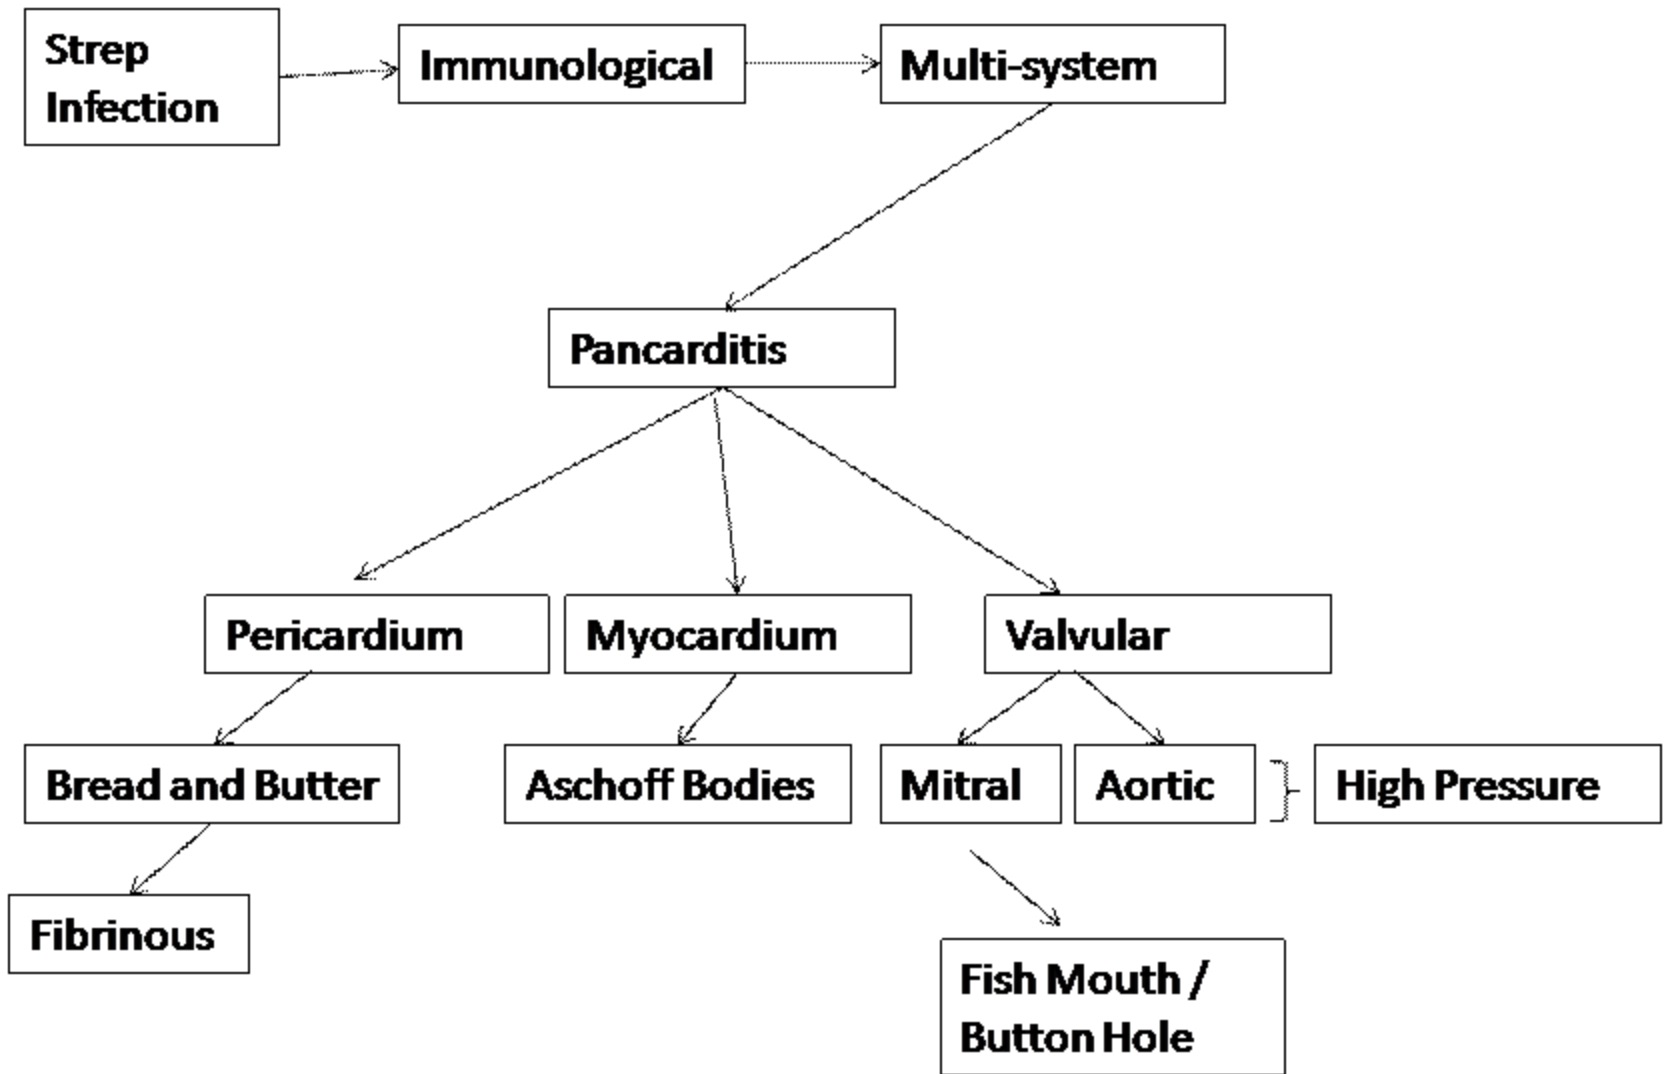 Strep
Infection
Immunological
Multi-system
Pancarditis
Pericardium
Myocardium
Valvular
Bread and Butter
Aschoff Bodies
Mitral
Aortic
High Pressure
Fibrinous
Fish Mouth /
Button Hole